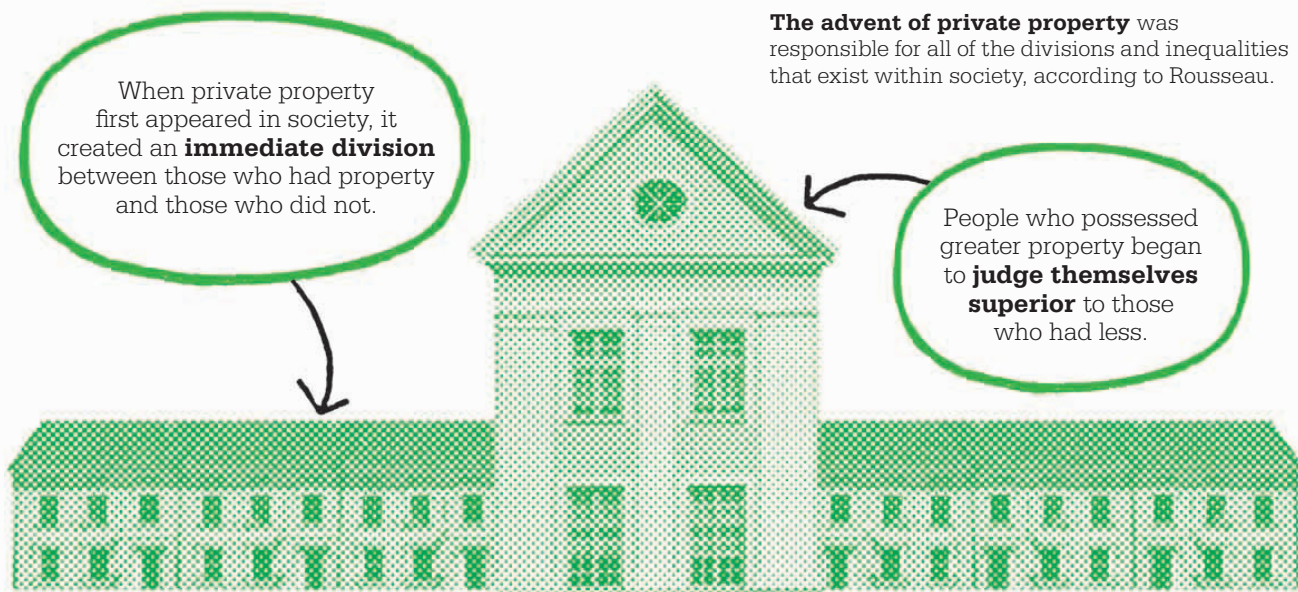 The advent of private property was
responsible for all of the divisions and inequalities
that exist within society, according to Rousseau.
When private property
first appeared in society, it
created an immediate division
between those who had property
and those who did not.
People who possessed
greater property began
to judge themselves
superior to those
who had less.